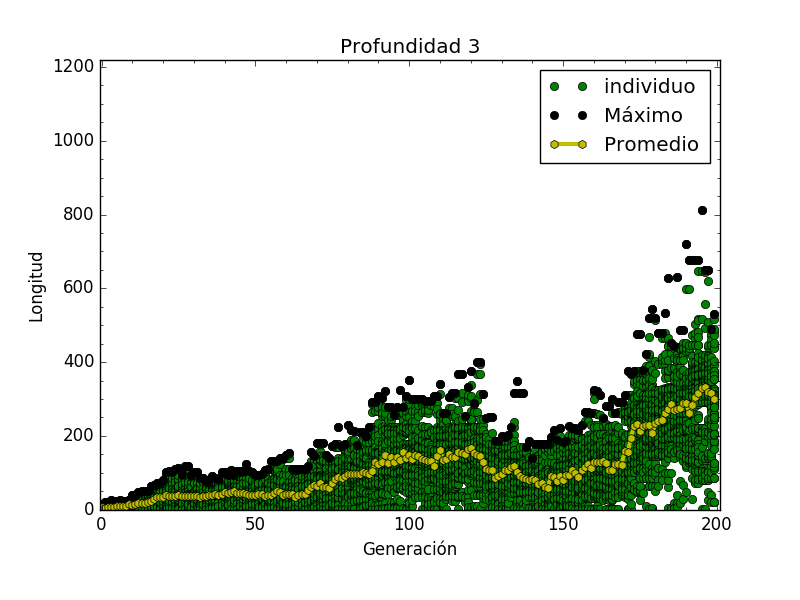 Profundidad 3
1200
1000
800
600
400
200
0
Longitud
individuo
Máximo
Promedio
0 50 100 150 200
Generación